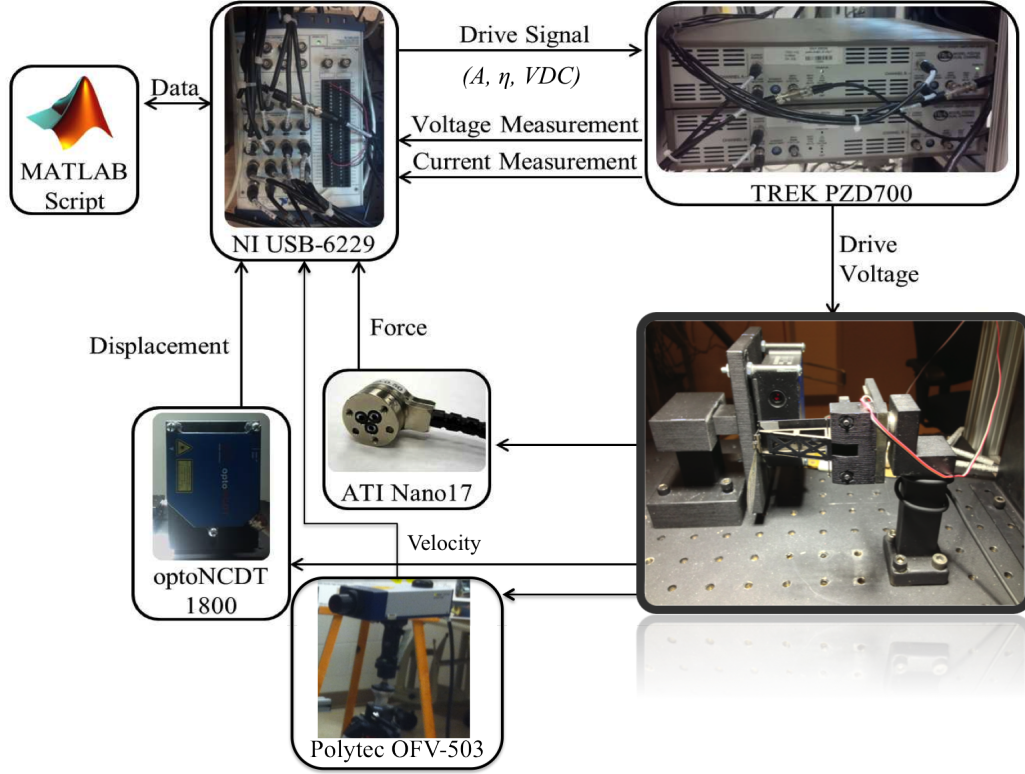 Data
MATLAB
Script
NI USB-6229
Drive Signal
(A, η, VDC)
Voltage Measurement
Current Measurement
TREK PZD700
Drive
Voltage
Displacement
Force
ATI Nano17
optoNCDT
1800
Velocity
Polytec OFV-503